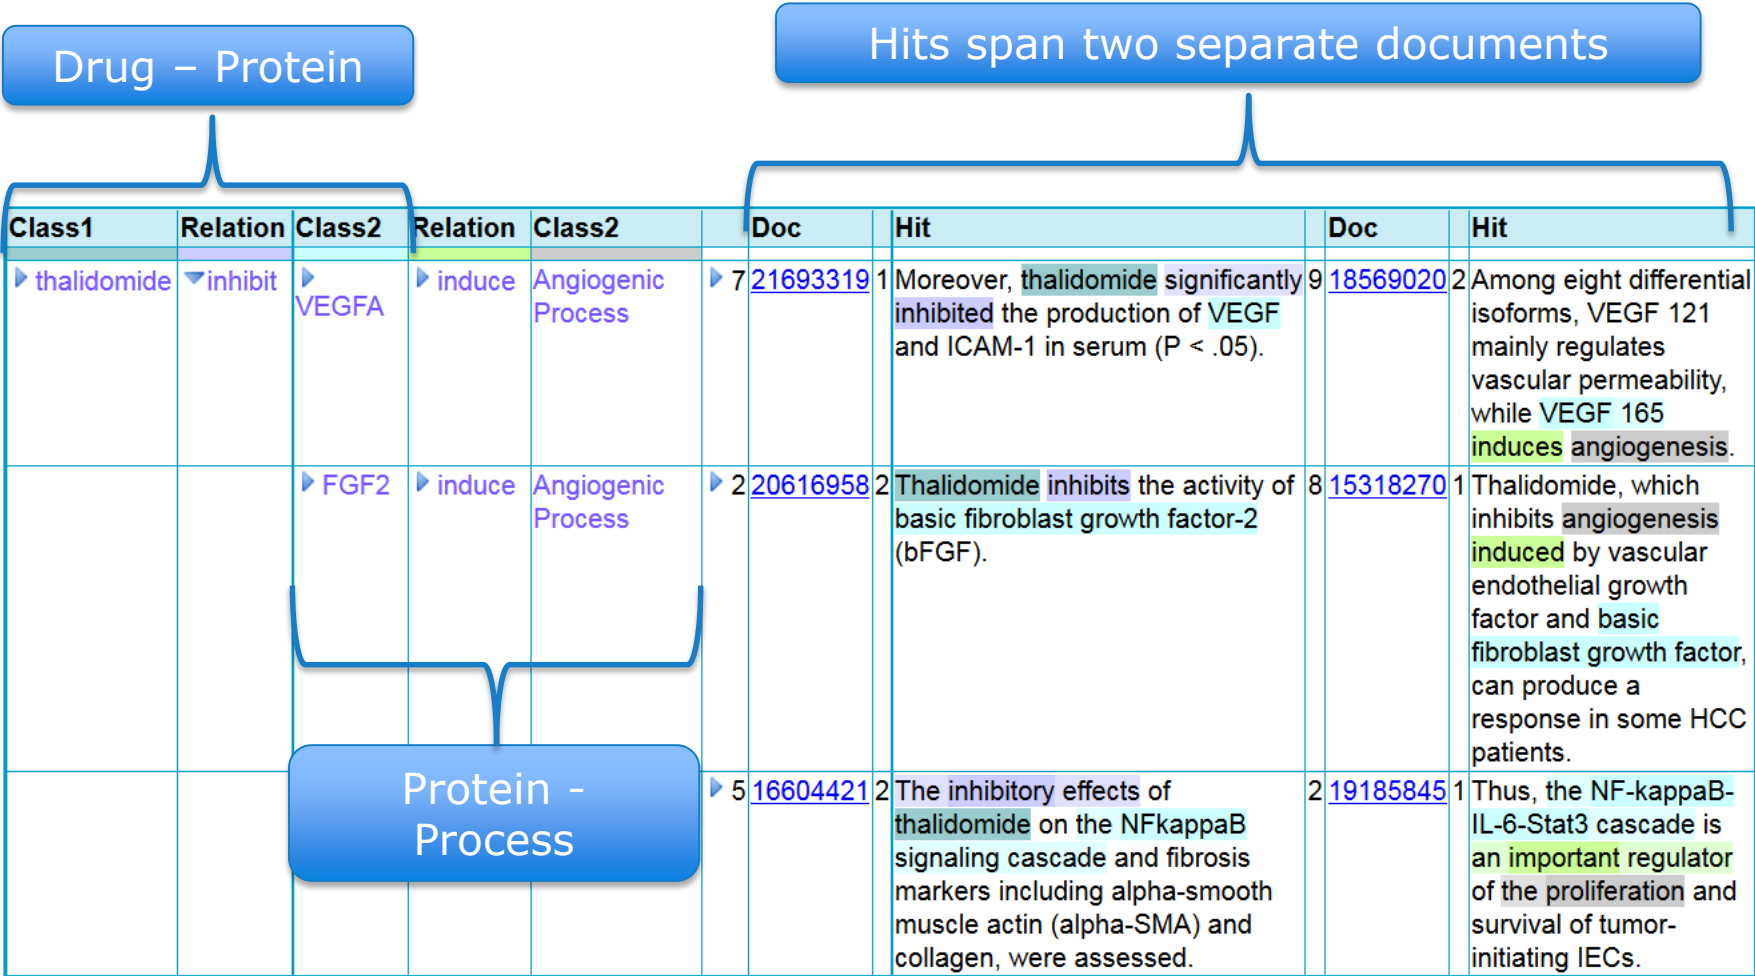 Drug – Protein
Hits span two separate documents
Class1 Relation Class2 Relation Class2 Doc Hit Doc Hit
thalidomide inhibit VEGFA induce Angiogenic Process 7 21693319 1
Moreover, thalidomide significantly
inhibited the production of VEGF
and ICAM-1 in serum (P < .05).
9 18569020 2
Among eight differential
isoforms, VEGF 121
mainly regulates
vascular permeability,
while VEGF 165
induces angiogenesis.
FGF2 induce Angiogenic Process 2 20616958 2
Thalidomide inhibits the activity of
basic fibroblast growth factor-2
(bFGF).
8 15318270 1
Thalidomide, which
inhibits angiogenesis
induced by vascular
endothelial growth
factor and basic
fibroblast growth factor,
can produce a
response in some HCC
patients.
Protein -
Process
5 16604421 2
The inhibitory effects of
thalidomide on the NFkappaB
signaling cascade and fibrosis
markers including alpha-smooth
muscle actin (alpha-SMA) and
collagen, were assessed.
2 19185845 1
Thus, the NF-kappaB-
IL-6-Stat3 cascade is
an important regulator
of the proliferation and
survival of tumor-
initiating IECs.